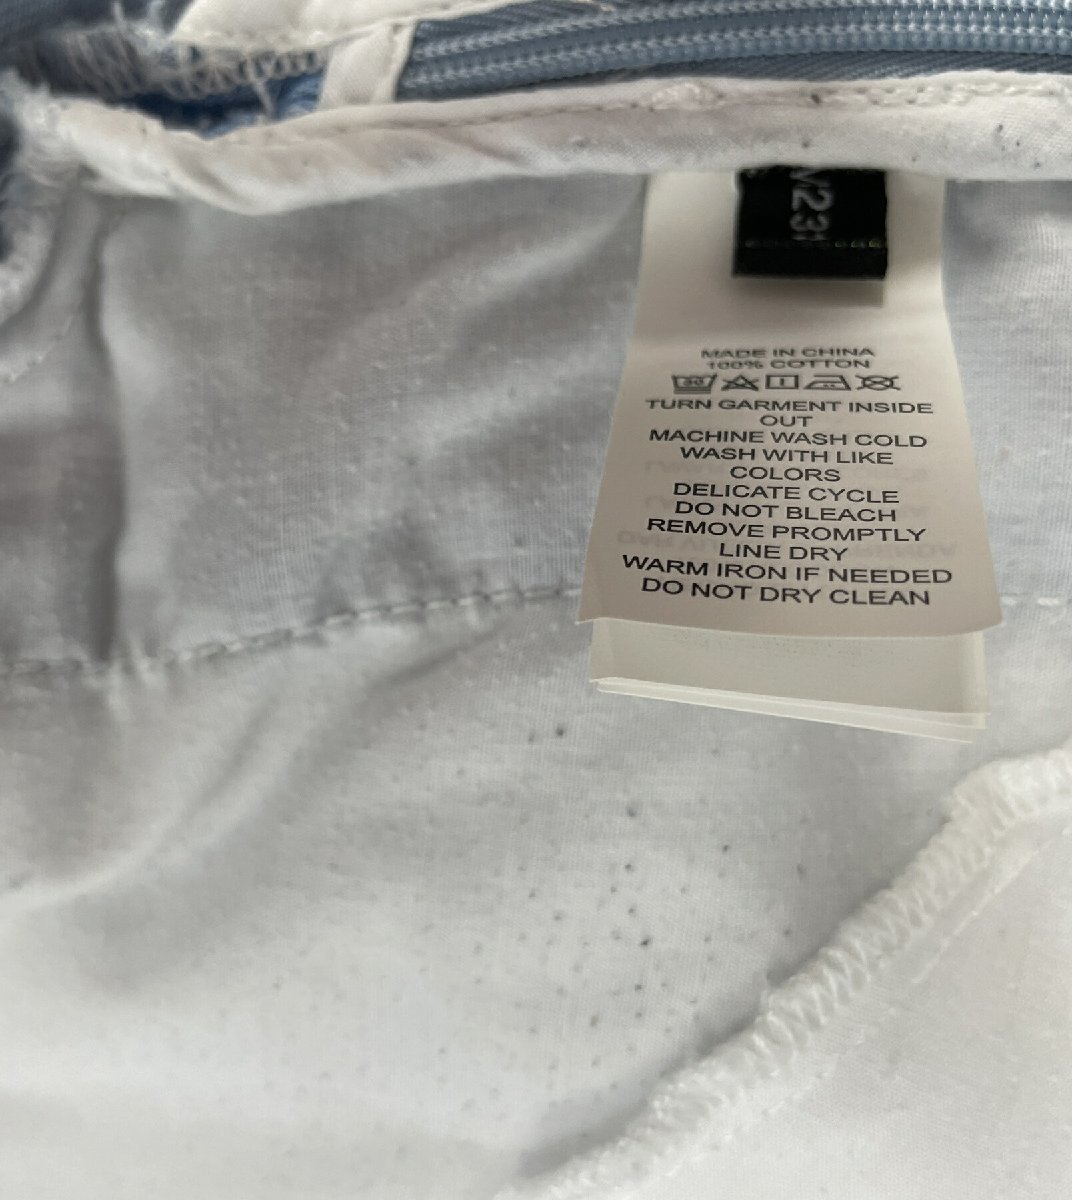 MADE IN CHINA
100% COTTON
30
TURN GARMENT INSIDE
OUT
MACHINE WASH COLD
WASH WITH LIKE
COLORS
DELICATE CYCLE
DO NOT BLEACH
REMOVE PROMPTLY
LINE DRY
WARM IRON IF NEEDED
DO NOT DRY CLEAN